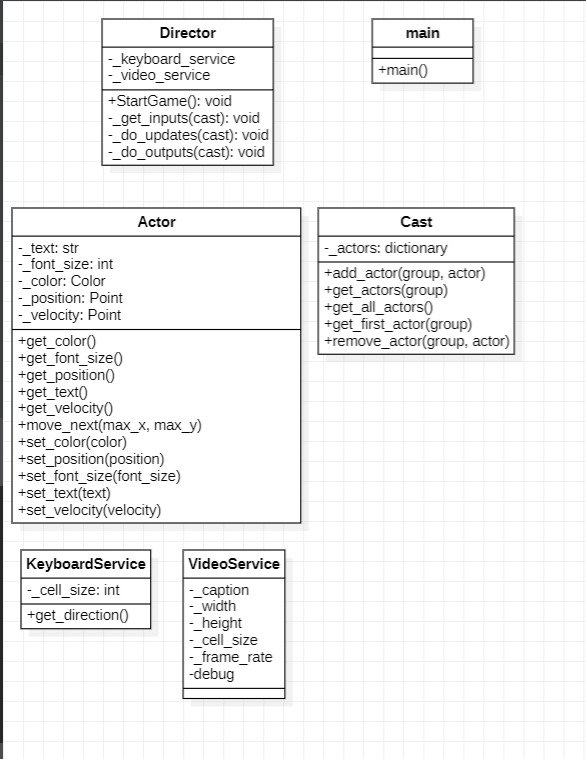 Director
-_keyboard_service
-_video_service
+StartGame(): void
-_get_inputs(cast): void
-_do_updates(cast): void
-_do_outputs(cast): void
main
+main()
Actor
-_text: str
-_font_size: int
-_color: Color
-_position: Point
-_velocity: Point
+get_color()
+get_font_size()
+get_position()
+get_text()
+get_velocity()
+move_next(max_x, max_y)
+set_color(color)
+set_position(position)
+set_font_size(font_size)
+set_text(text)
+set_velocity(velocity)
Cast
-_actors: dictionary
+add_actor(group, actor)
+get_actors(group)
+get_all_actors()
+get_first_actor(group)
+remove_actor(group, actor)
KeyboardService
-_cell_size: int
+get_direction()
VideoService
-_caption
-_width
-_height
-_cell_size
-_frame_rate
-debug